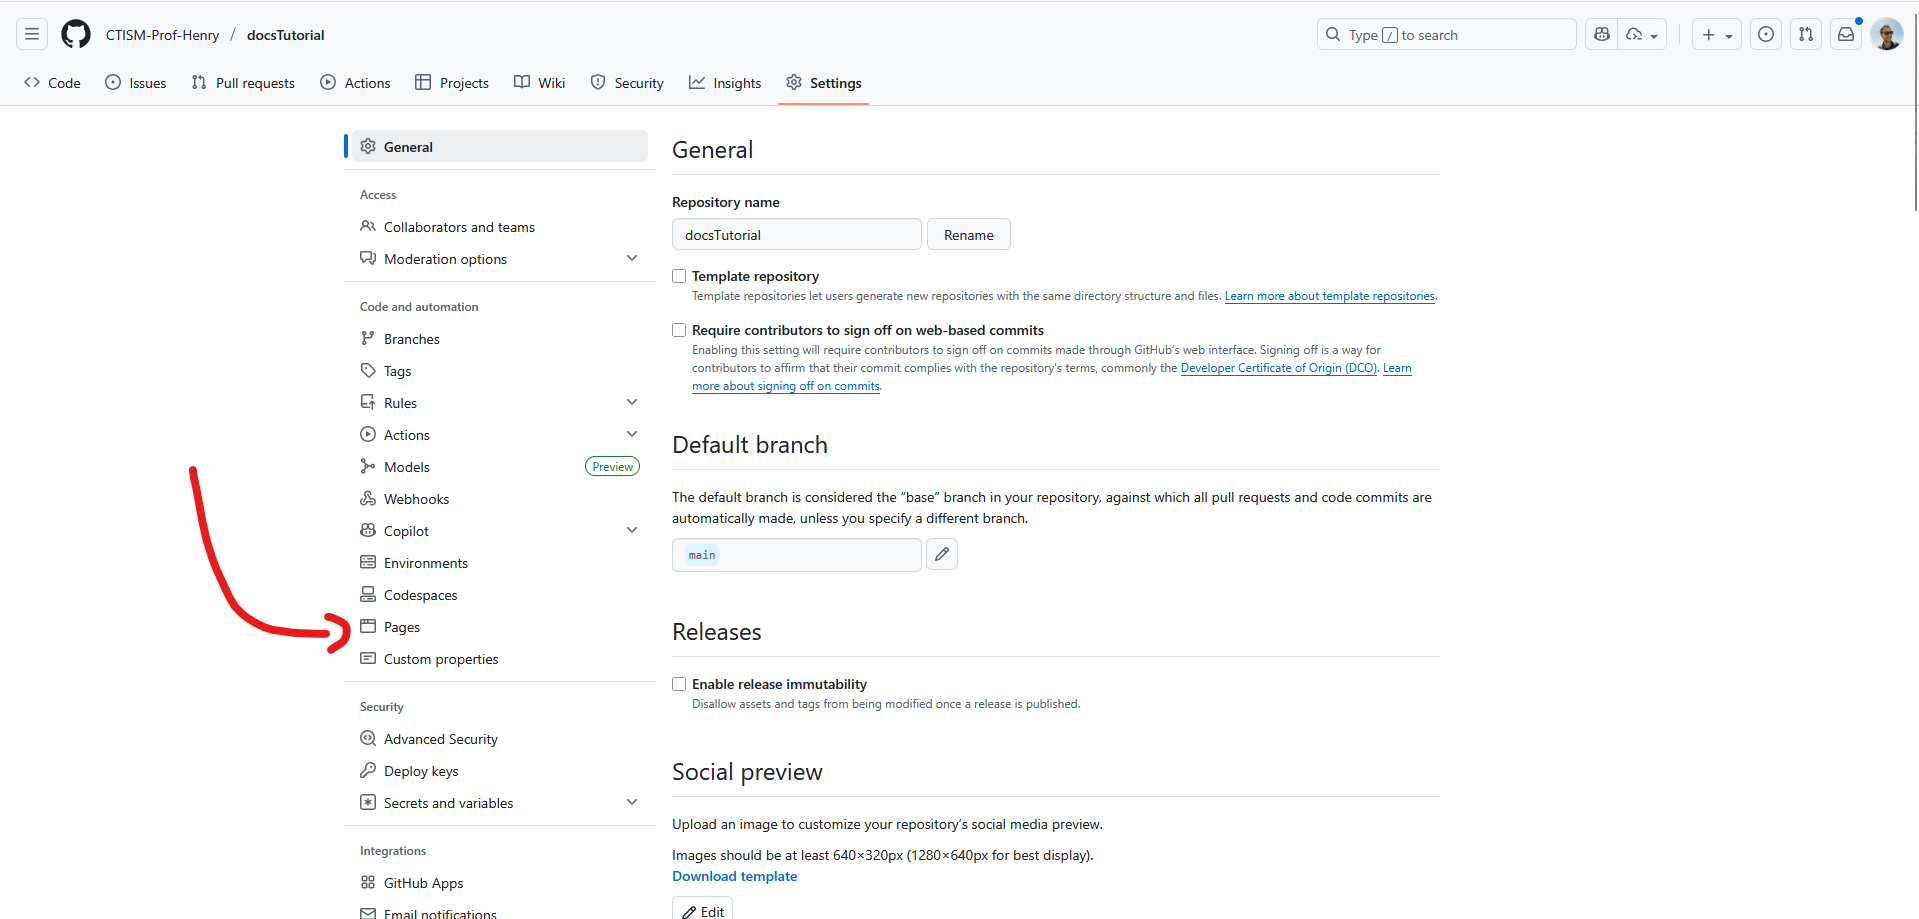 CTISM-Prof-Henry / docsTutorial
Type / to search
Code
Issues
Pull requests
Actions
Projects
Wiki
Security
Insights
Settings
General
Access
Collaborators and teams
Moderation options
Code and automation
Branches
Tags
Rules
Actions
Models
Preview
Webhooks
Copilot
Environments
Codespaces
Pages
Custom properties
Security
Advanced Security
Deploy keys
Secrets and variables
Integrations
GitHub Apps
Email notifications
General
Repository name
docsTutorial
Rename
Template repository
Template repositories let users generate new repositories with the same directory structure and files. Learn more about template repositories.
Require contributors to sign off on web-based commits
Enabling this setting will require contributors to sign off on commits made through GitHub's web interface. Signing off is a way for
contributors to affirm that their commit complies with the repository's terms, commonly the Developer Certificate of Origin (DCO). Learn
more about signing off on commits.
Default branch
The default branch is considered the “base” branch in your repository, against which all pull requests and code commits are
automatically made, unless you specify a different branch.
main
Releases
Enable release immutability
Disallow assets and tags from being modified once a release is published.
Social preview
Upload an image to customize your repository’s social media preview.
Images should be at least 640×320px (1280×640px for best display).
Download template
Edit